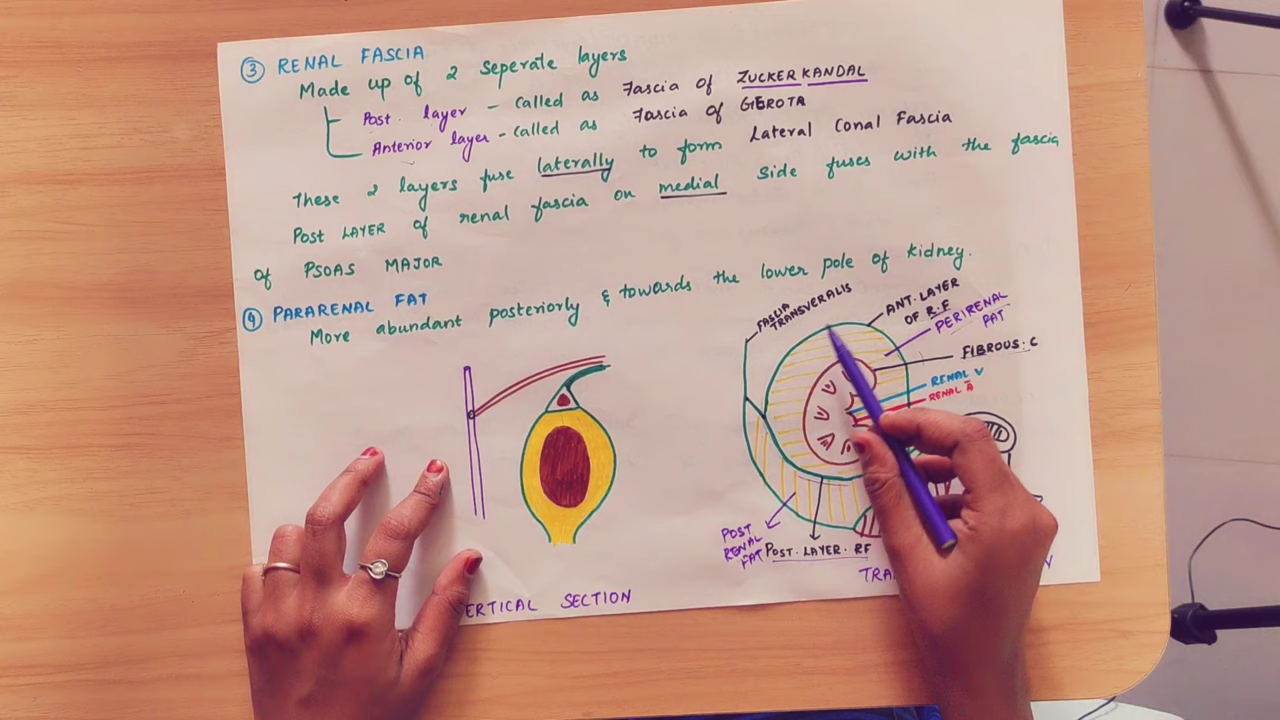 ③ RENAL FASCIA
Made up of 2 seperate layers
Post. layer - called as Fascia of ZUCKERKANDAL
Anterior layer - called as Fascia of GEROTA
These 2 layers fuse laterally to form Lateral Conal Fascia
Post LAYER of renal fascia on medial side fuses with the fascia
of PSOAS MAJOR
④ PARARENAL FAT
More abundant posteriorly & towards the lower pole of kidney.
FASCIA
TRANSVERALIS
ANT. LAYER
OF R.F
PERIRENAL
FAT
FIBROUS. C
RENAL V
RENAL A
POST
RENAL
FAT
POST. LAYER. RF
ERTICAL SECTION